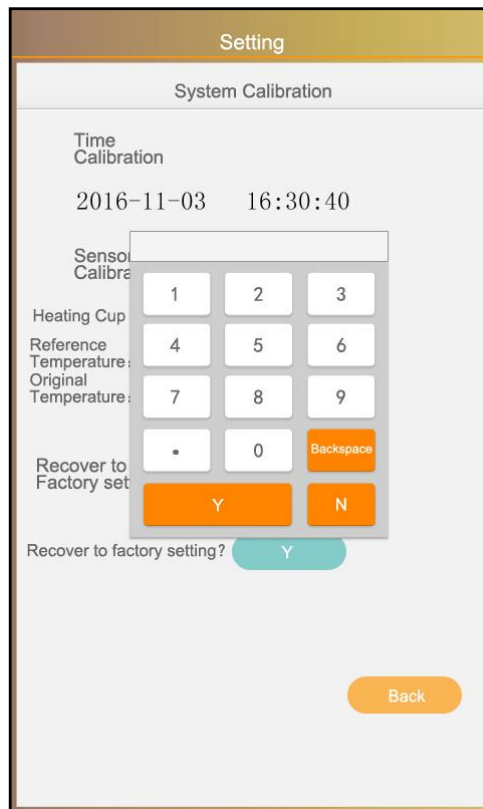 Setting
System Calibration
Time
Calibration
2016-11-03 16:30:40
Sensor
Calibra
Heating Cup
Reference
Temperature:
Original
Temperature:
1 2 3
4 5 6
7 8 9
. 0 Backspace
Y N
Recover to
Factory set
Recover to factory setting? Y
Back